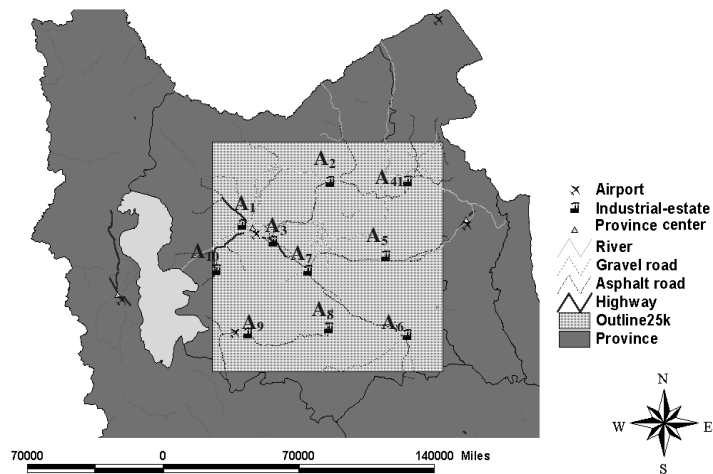 A2
A41
A1
A3
A5
A10
A7
A9
A8
A6
Airport
Industrial-estate
Province center
River
Gravel road
Asphalt road
Highway
Outline25k
Province
N
W E
S
70000 0 70000 140000 Miles